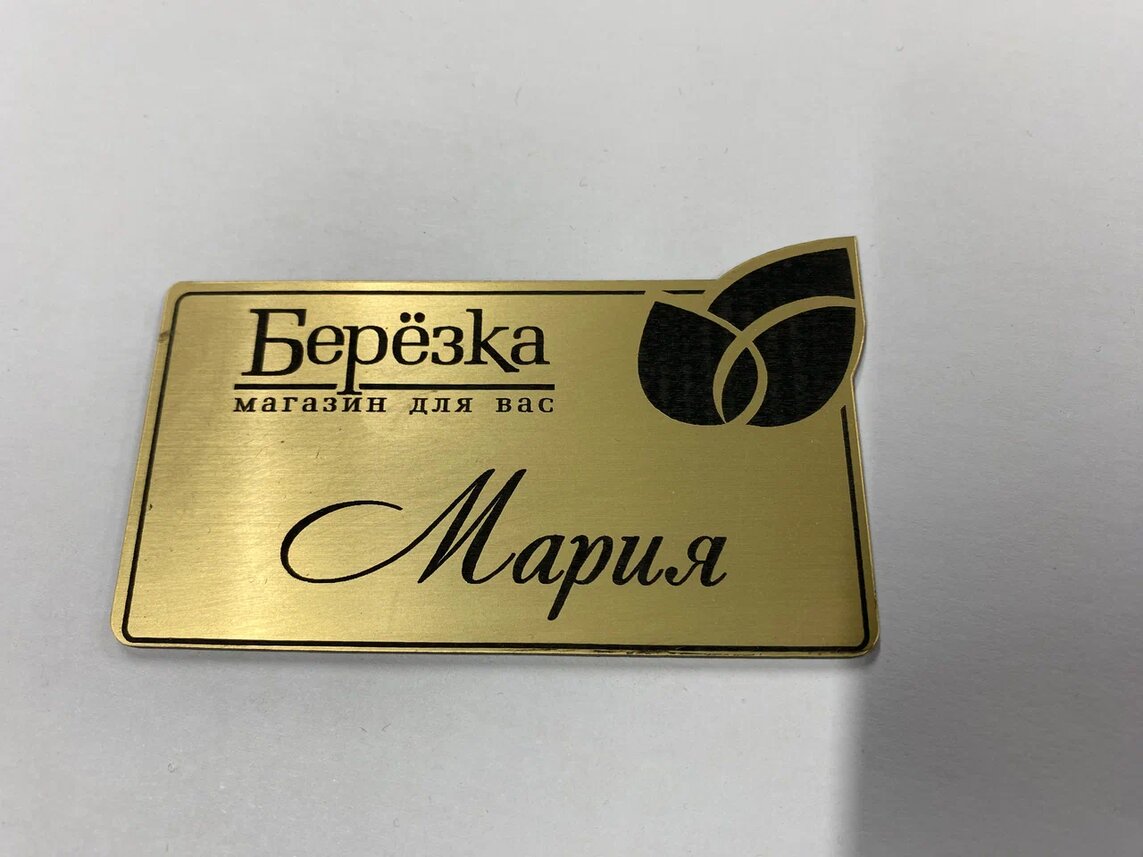 Берёзка
магазин для вас
Мария